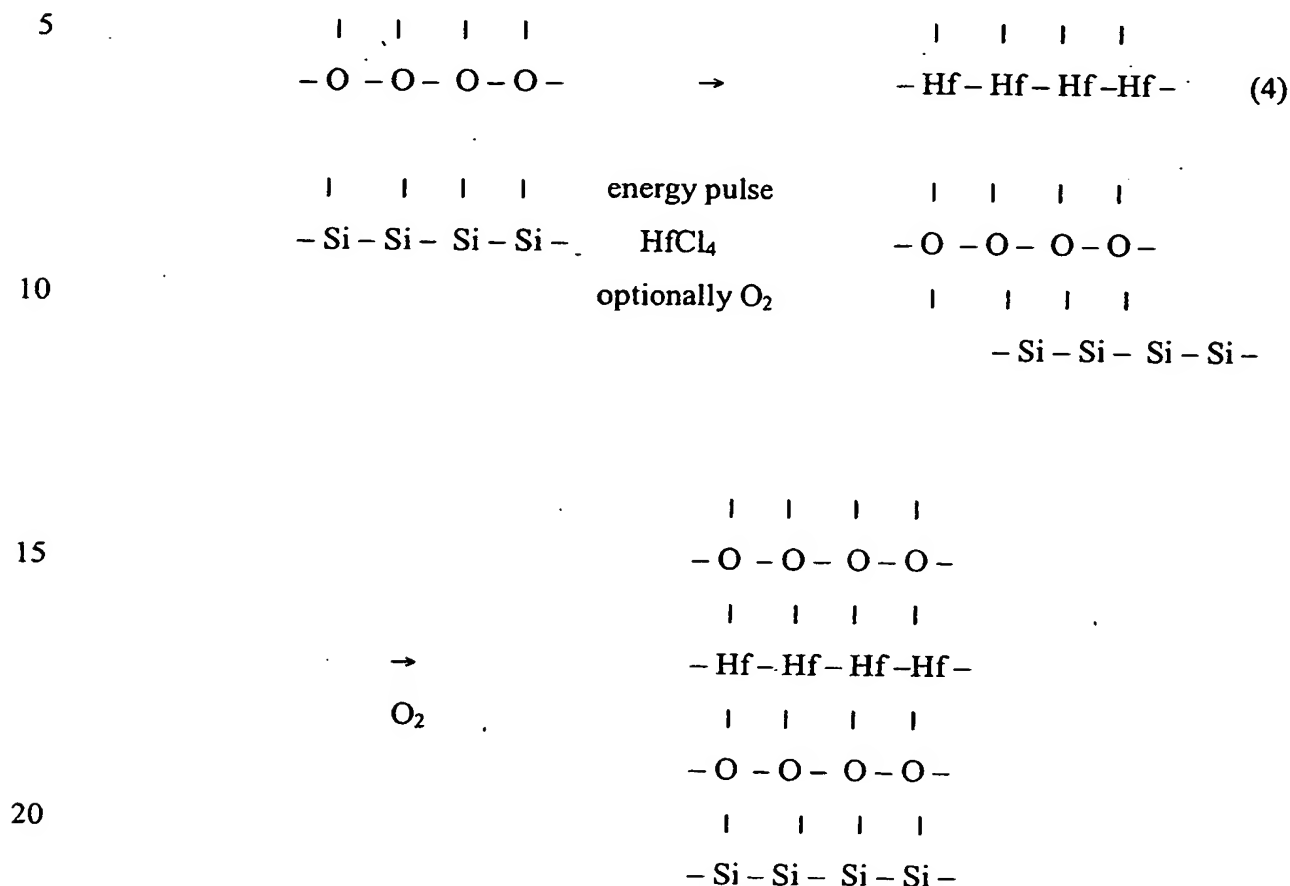 5 | | | | | | | |
– O – O – O – O – → – Hf – Hf – Hf – Hf – (4)
| | | | energy pulse | | | |
– Si – Si – Si – Si – HfCl₄ – O – O – O – O –
10 optionally O₂ | | | |
– Si – Si – Si – Si –
| | | |
15 – O – O – O – O –
| | | |
→ – Hf – Hf – Hf – Hf –
O₂ | | | |
– O – O – O – O –
20 | | | |
– Si – Si – Si – Si –